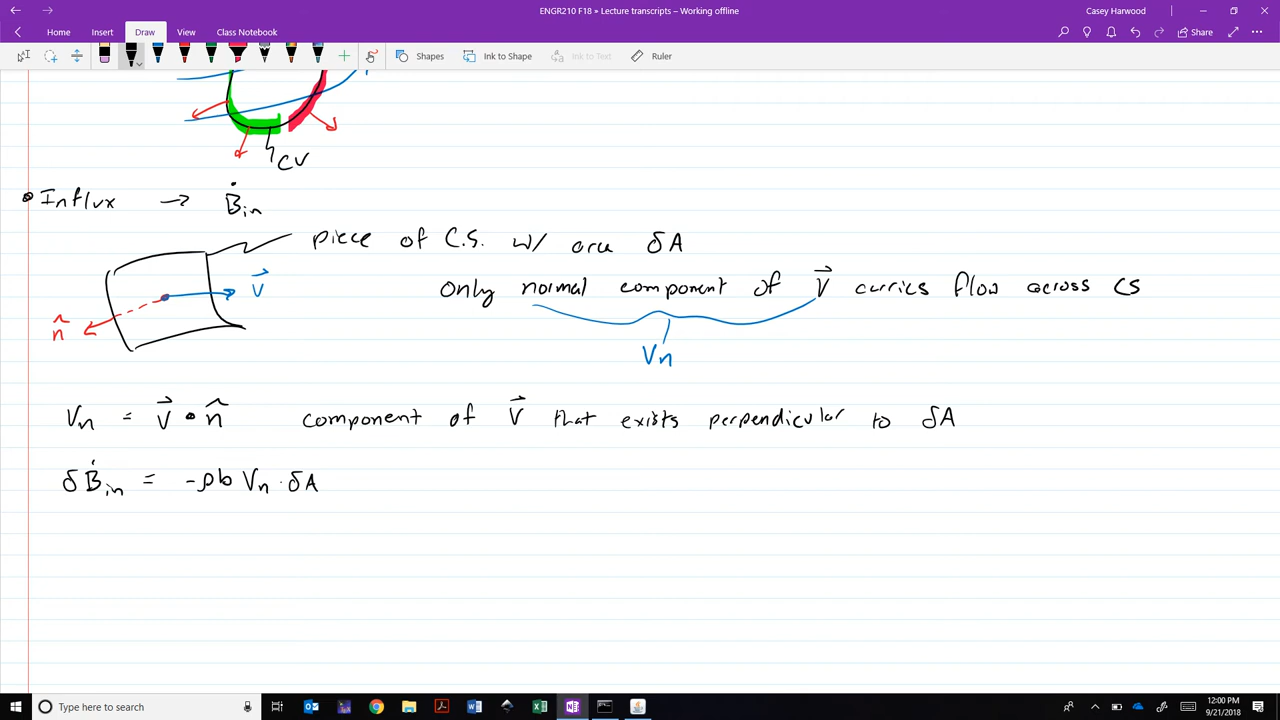 ENGR210 F18 » Lecture transcripts – Working offline
Casey Harwood
Home Insert Draw View Class Notebook
Share
Shapes Ink to Shape Ink to Text Ruler
CV
• Influx → Ḃin
piece of C.S. w/ area δA
V⃗
Only normal component of V⃗ carries flow across CS
n̂
Vn
Vn = V⃗ • n̂ component of V⃗ that exists perpendicular to δA
δḂin = -ρb Vn · δA
Type here to search
12:00 PM
9/21/2018